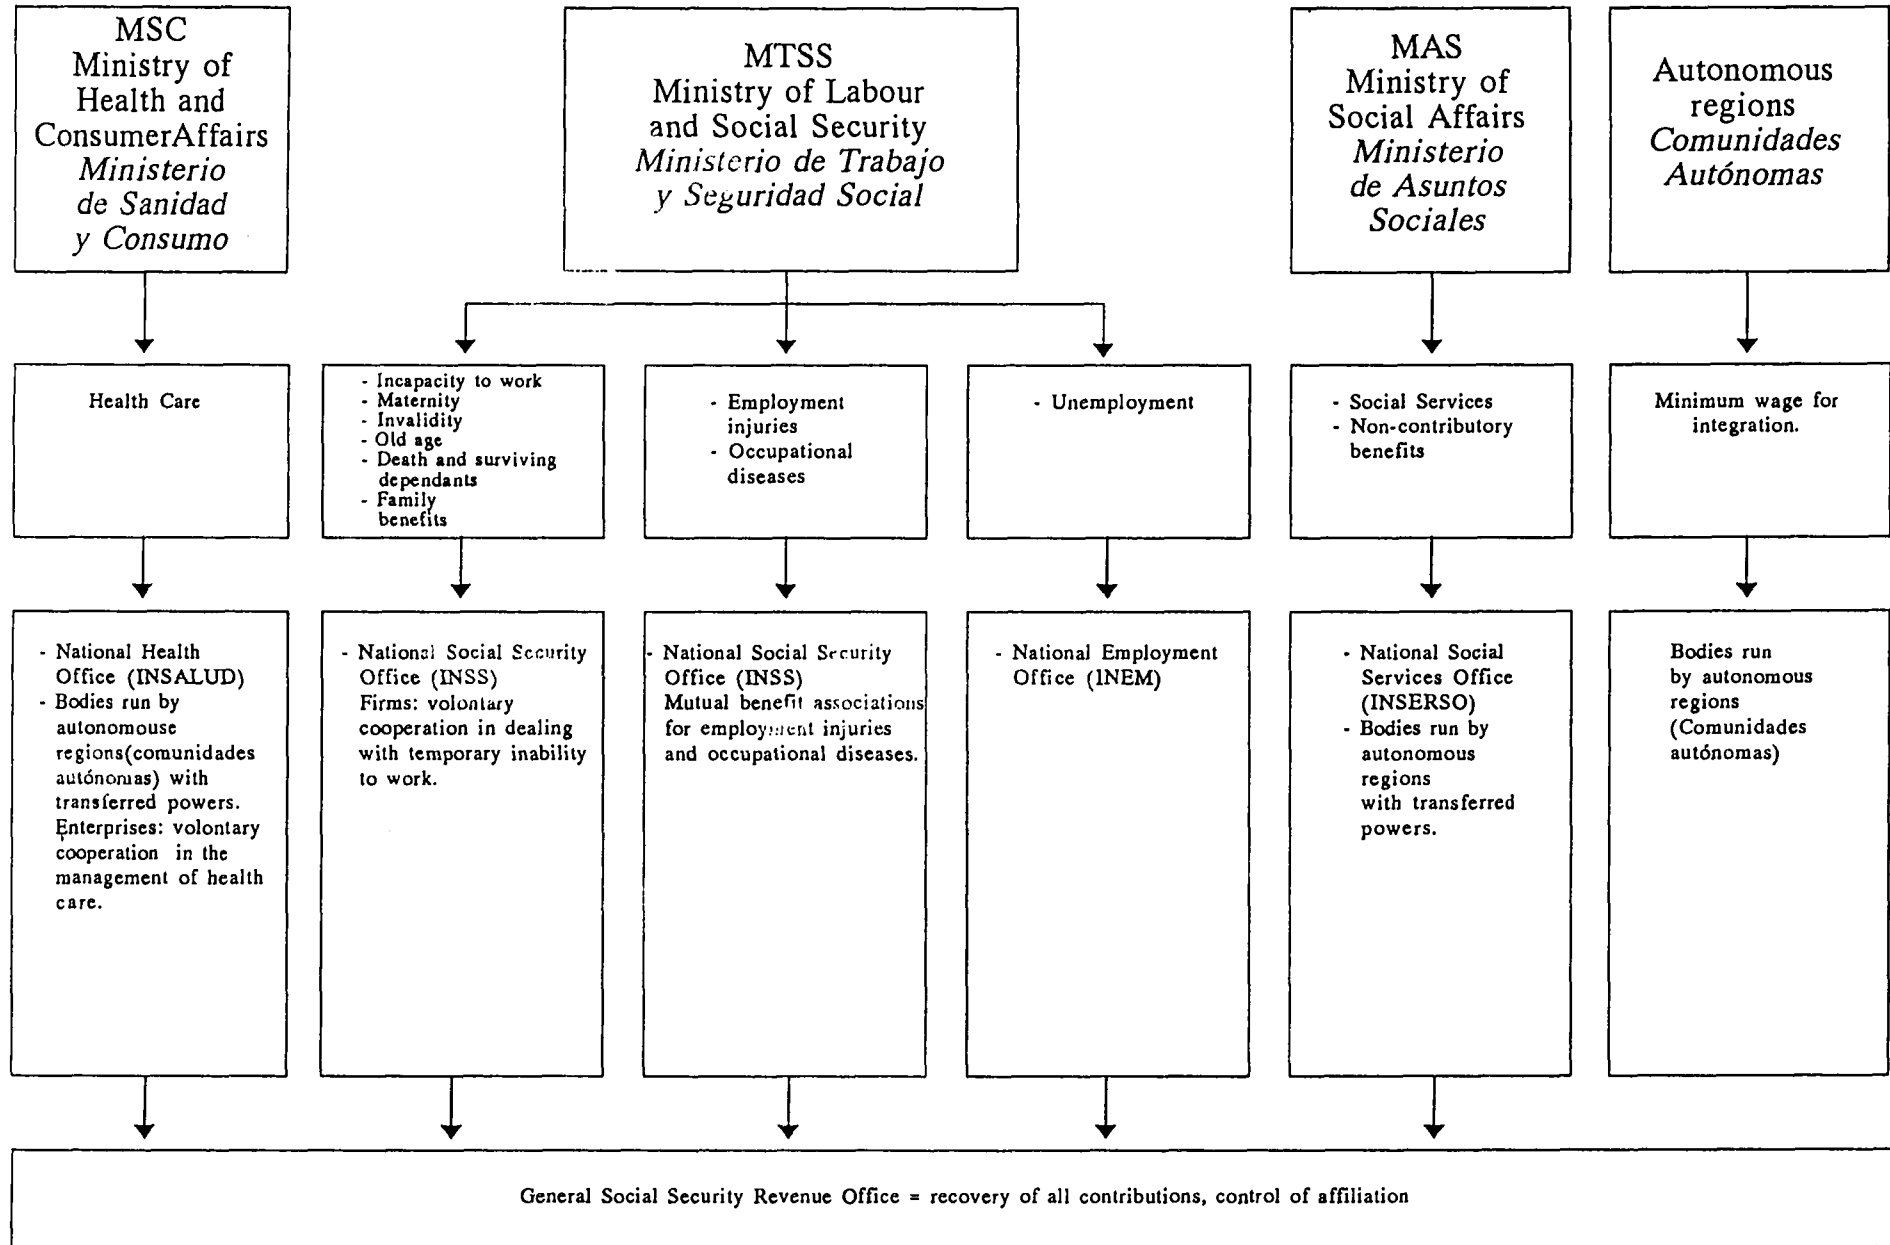 MSC
Ministry of
Health and
ConsumerAffairs
Ministerio
de Sanidad
y Consumo
MTSS
Ministry of Labour
and Social Security
Ministerio de Trabajo
y Seguridad Social
MAS
Ministry of
Social Affairs
Ministerio
de Asuntos
Sociales
Autonomous
regions
Comunidades
Autónomas
Health Care
- Incapacity to work
- Maternity
- Invalidity
- Old age
- Death and surviving
dependants
- Family
benefits
- Employment
injuries
- Occupational
diseases
- Unemployment
- Social Services
- Non-contributory
benefits
Minimum wage for
integration.
- National Health
Office (INSALUD)
- Bodies run by
autonomouse
regions(comunidades
autónomas) with
transferred powers.
Enterprises: volontary
cooperation in the
management of health
care.
- National Social Security
Office (INSS)
Firms: volontary
cooperation in dealing
with temporary inability
to work.
- National Social Security
Office (INSS)
Mutual benefit associations
for employment injuries
and occupational diseases.
- National Employment
Office (INEM)
- National Social
Services Office
(INSERSO)
- Bodies run by
autonomous
regions
with transferred
powers.
Bodies run
by autonomous
regions
(Comunidades
autónomas)
General Social Security Revenue Office = recovery of all contributions, control of affiliation